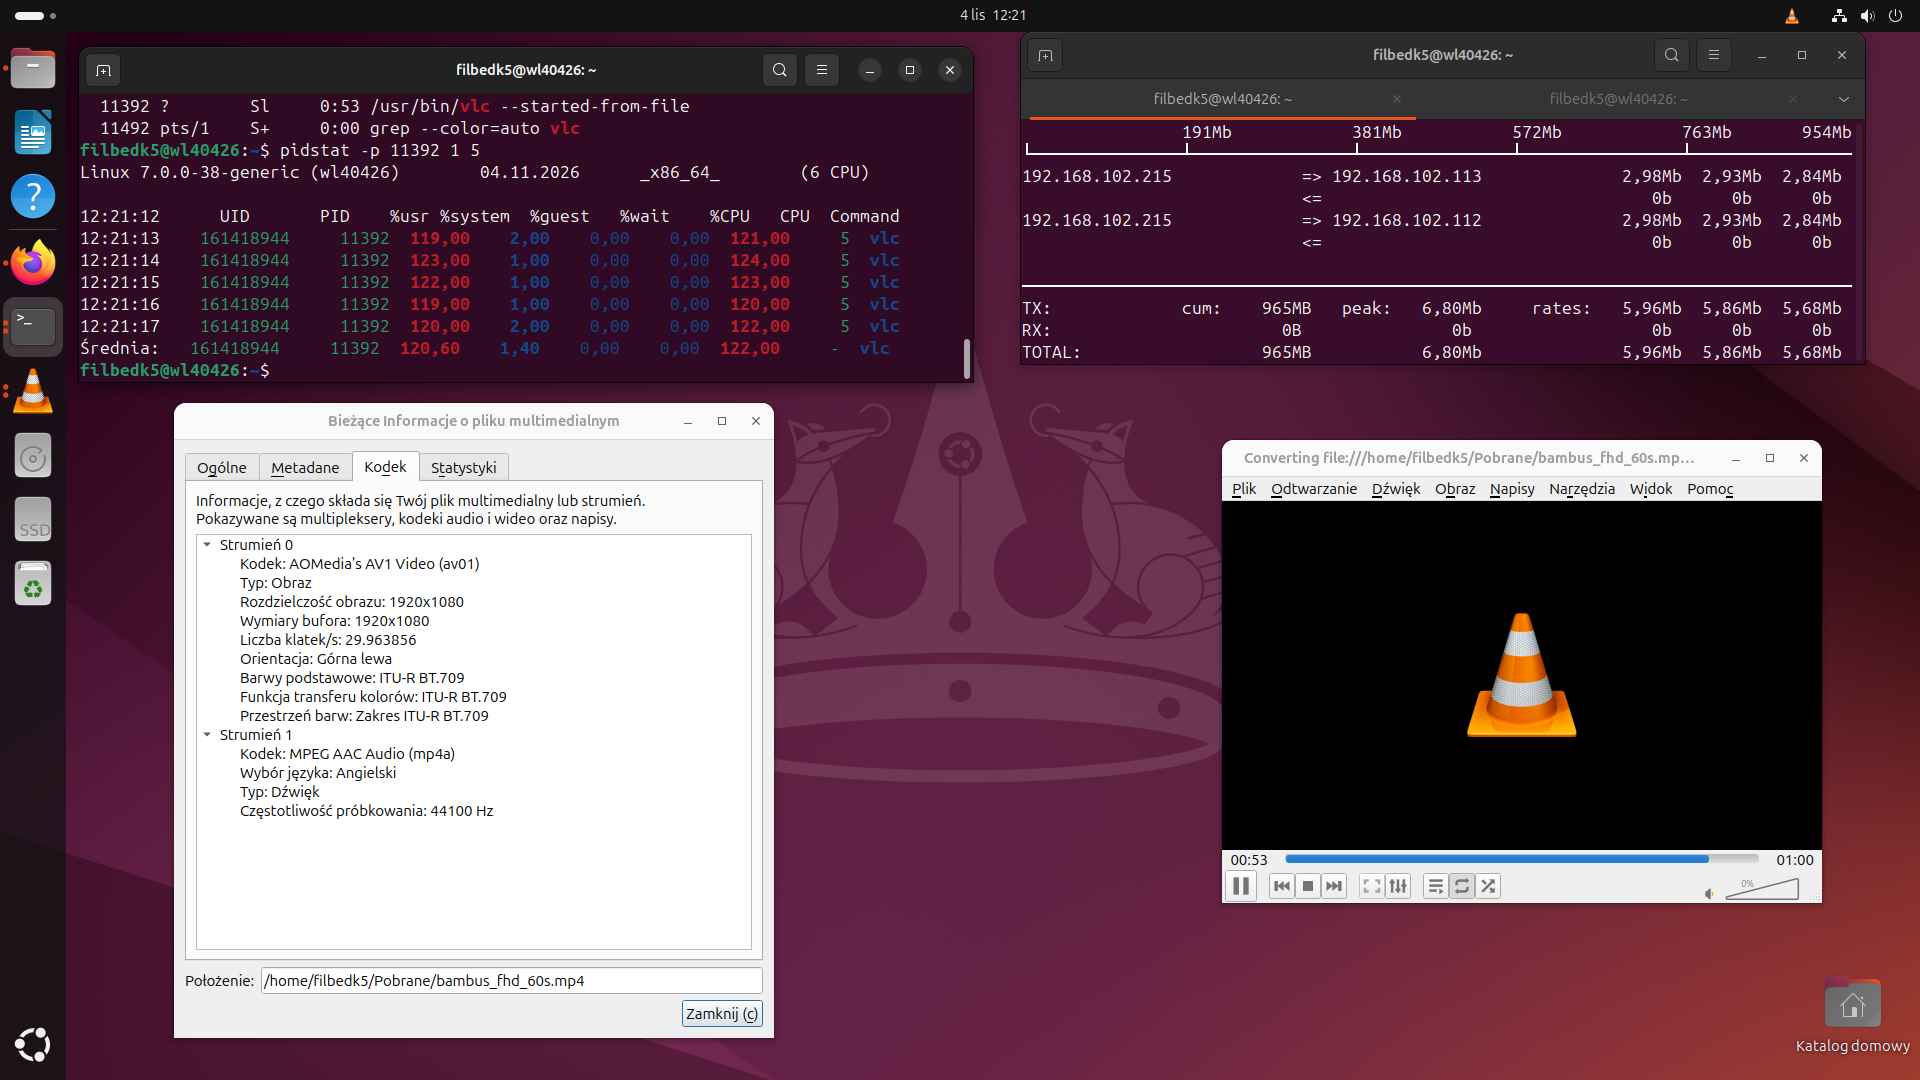 4 lis 12:21
filbedk5@wl40426: ~
11392 ? Sl 0:53 /usr/bin/vlc --started-from-file
11492 pts/1 S+ 0:00 grep --color=auto vlc
filbedk5@wl40426:~$ pidstat -p 11392 1 5
Linux 7.0.0-38-generic (wl40426) 04.11.2026 _x86_64_ (6 CPU)
12:21:12 UID PID %usr %system %guest %wait %CPU CPU Command
12:21:13 161418944 11392 119,00 2,00 0,00 0,00 121,00 5 vlc
12:21:14 161418944 11392 123,00 1,00 0,00 0,00 124,00 5 vlc
12:21:15 161418944 11392 122,00 1,00 0,00 0,00 123,00 5 vlc
12:21:16 161418944 11392 119,00 1,00 0,00 0,00 120,00 5 vlc
12:21:17 161418944 11392 120,00 2,00 0,00 0,00 122,00 5 vlc
Średnia: 161418944 11392 120,60 1,40 0,00 0,00 122,00 - vlc
filbedk5@wl40426:~$
filbedk5@wl40426: ~
filbedk5@wl40426: ~ filbedk5@wl40426: ~
191Mb 381Mb 572Mb 763Mb 954Mb
192.168.102.215 => 192.168.102.113 2,98Mb 2,93Mb 2,84Mb
<= 0b 0b 0b
192.168.102.215 => 192.168.102.112 2,98Mb 2,93Mb 2,84Mb
<= 0b 0b 0b
TX: cum: 965MB peak: 6,80Mb rates: 5,96Mb 5,86Mb 5,68Mb
RX: 0B 0b 0b 0b 0b
TOTAL: 965MB 6,80Mb 5,96Mb 5,86Mb 5,68Mb
Bieżące Informacje o pliku multimedialnym
Ogólne Metadane Kodek Statystyki
Informacje, z czego składa się Twój plik multimedialny lub strumień.
Pokazywane są multipleksery, kodeki audio i wideo oraz napisy.
Strumień 0
Kodek: AOMedia's AV1 Video (av01)
Typ: Obraz
Rozdzielczość obrazu: 1920x1080
Wymiary bufora: 1920x1080
Liczba klatek/s: 29.963856
Orientacja: Górna lewa
Barwy podstawowe: ITU-R BT.709
Funkcja transferu kolorów: ITU-R BT.709
Przestrzeń barw: Zakres ITU-R BT.709
Strumień 1
Kodek: MPEG AAC Audio (mp4a)
Wybór języka: Angielski
Typ: Dźwięk
Częstotliwość próbkowania: 44100 Hz
Położenie: /home/filbedk5/Pobrane/bambus_fhd_60s.mp4
Zamknij (c)
Converting file:///home/filbedk5/Pobrane/bambus_fhd_60s.mp...
Plik Odtwarzanie Dźwięk Obraz Napisy Narzędzia Widok Pomoc
00:53 01:00
0%
SSD
Katalog domowy